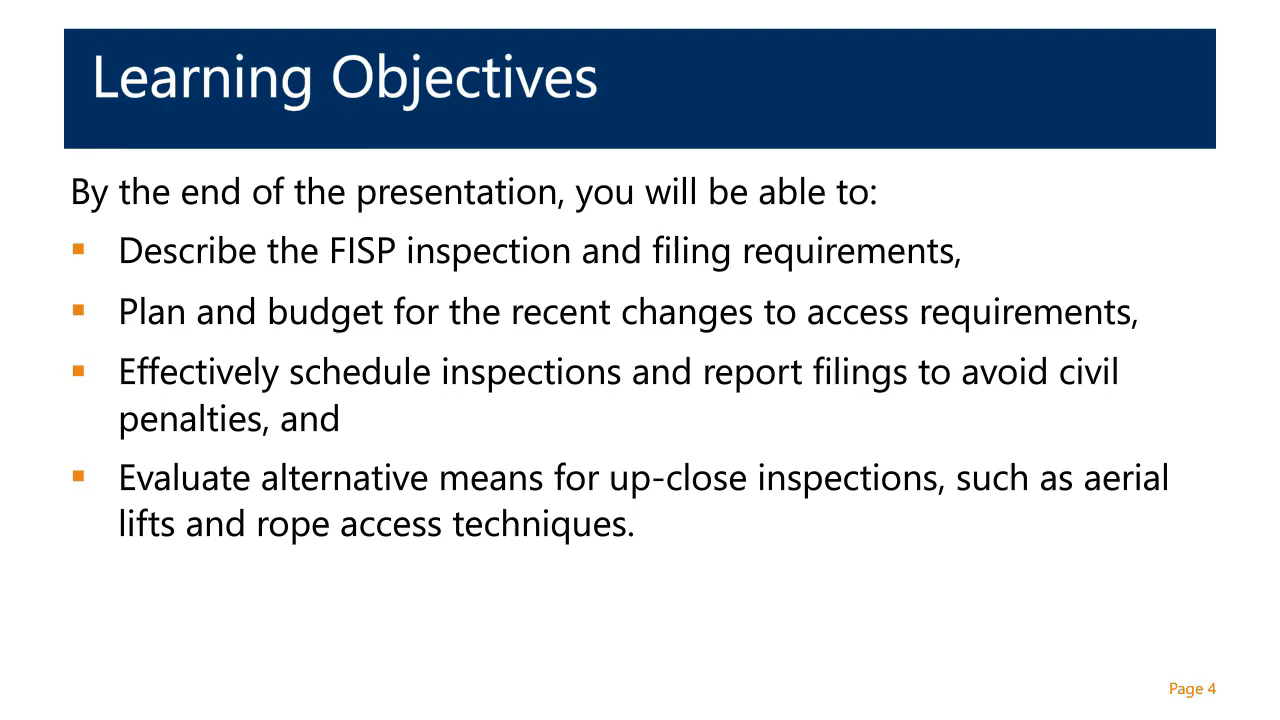 Learning Objectives
By the end of the presentation, you will be able to:
▪ Describe the FISP inspection and filing requirements,
▪ Plan and budget for the recent changes to access requirements,
▪ Effectively schedule inspections and report filings to avoid civil
penalties, and
▪ Evaluate alternative means for up-close inspections, such as aerial
lifts and rope access techniques.
Page 4